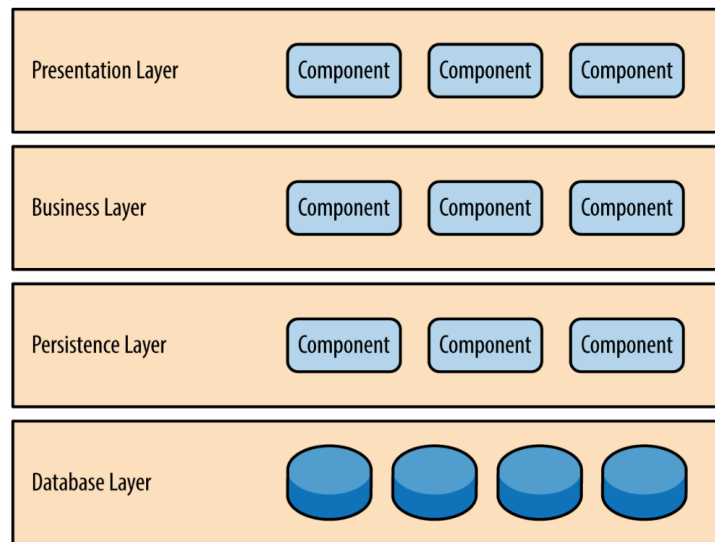 Presentation Layer
Component Component Component
Business Layer
Component Component Component
Persistence Layer
Component Component Component
Database Layer